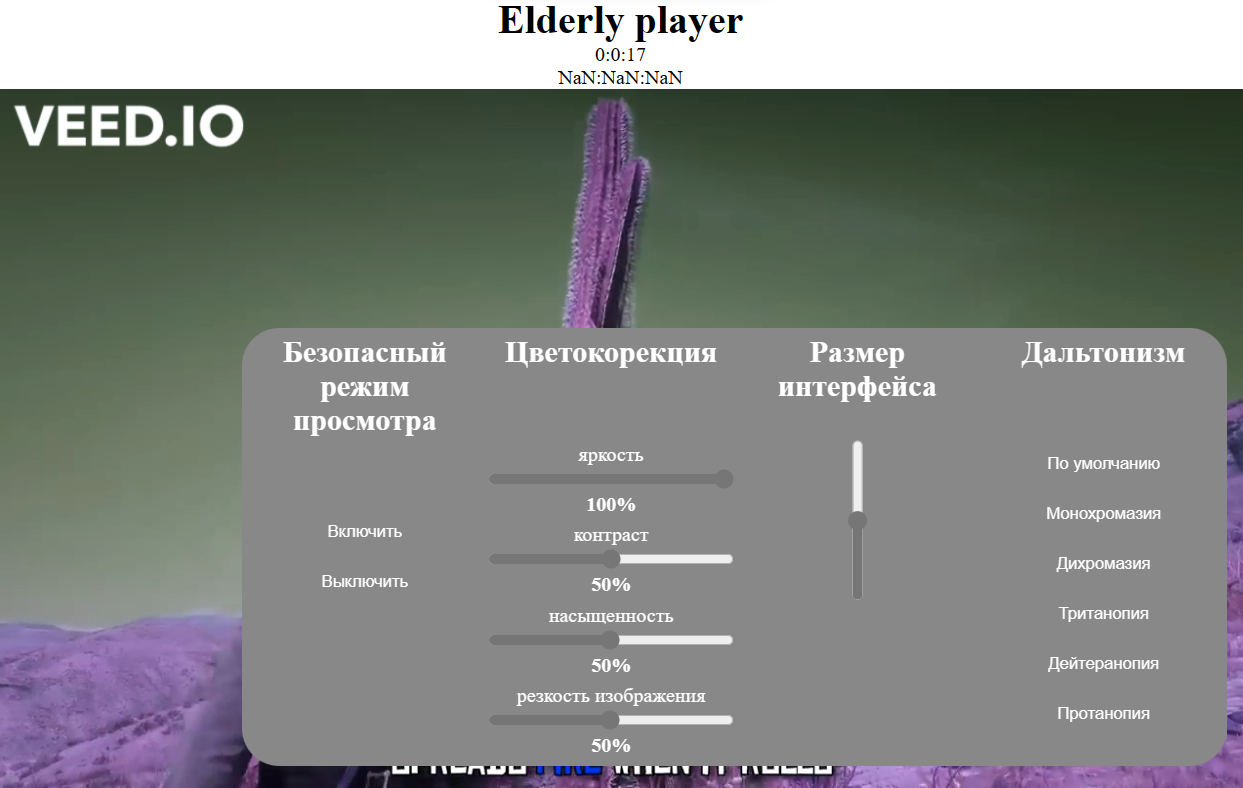 Elderly player
0:0:17
NaN:NaN:NaN
VEED.IO
Безопасный
режим
просмотра
Включить
Выключить
Цветокорекция
яркость
100%
контраст
50%
насыщенность
50%
резкость изображения
50%
Размер
интерфейса
Дальтонизм
По умолчанию
Монохромазия
Дихромазия
Тританопия
Дейтеранопия
Протанопия